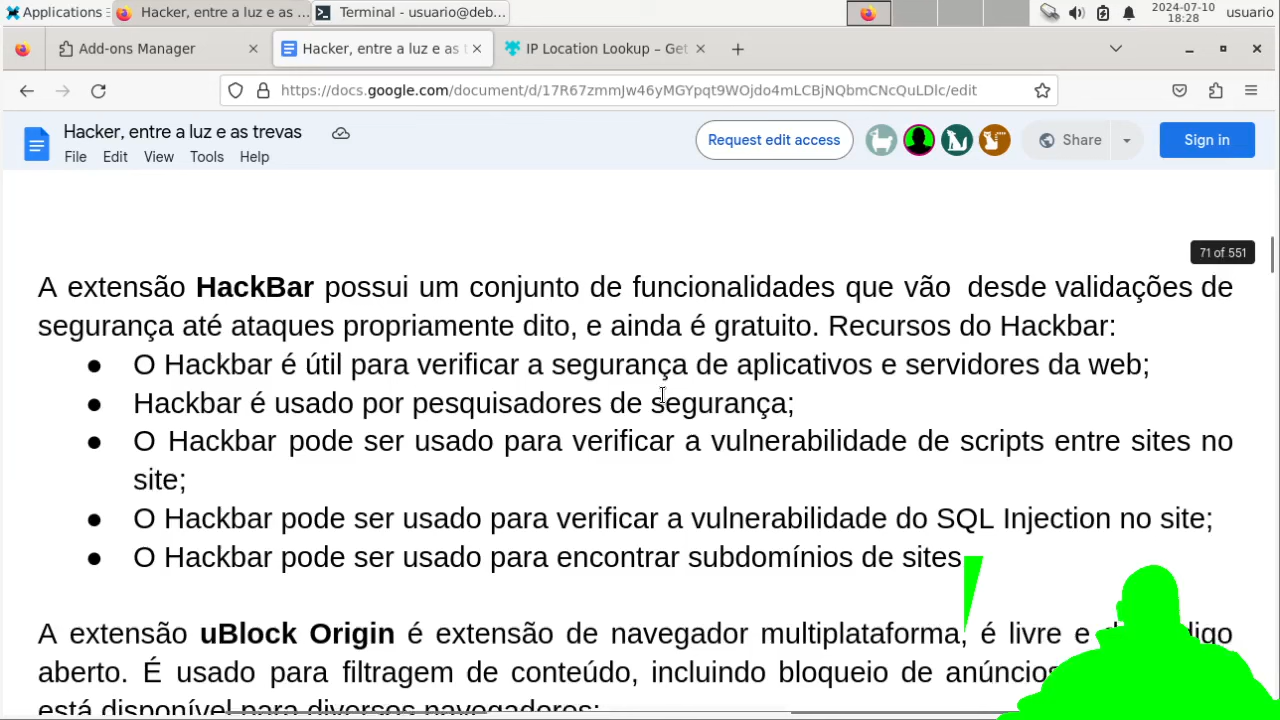 Applications
Hacker, entre a luz e as ...
Terminal - usuario@deb...
2024-07-10
18:28
usuario
Add-ons Manager
Hacker, entre a luz e as t
IP Location Lookup – Get
https://docs.google.com/document/d/17R67zmmJw46yMGYpqt9WOjdo4mLCBjNQbmCNcQuLDlc/edit
Hacker, entre a luz e as trevas
File Edit View Tools Help
Request edit access
Share
Sign in
71 of 551
A extensão HackBar possui um conjunto de funcionalidades que vão desde validações de
segurança até ataques propriamente dito, e ainda é gratuito. Recursos do Hackbar:
● O Hackbar é útil para verificar a segurança de aplicativos e servidores da web;
● Hackbar é usado por pesquisadores de segurança;
● O Hackbar pode ser usado para verificar a vulnerabilidade de scripts entre sites no
site;
● O Hackbar pode ser usado para verificar a vulnerabilidade do SQL Injection no site;
● O Hackbar pode ser usado para encontrar subdomínios de sites
A extensão uBlock Origin é extensão de navegador multiplataforma, é livre e
aberto. É usado para filtragem de conteúdo, incluindo bloqueio de anúncios
está disponível para diversos navegadores: